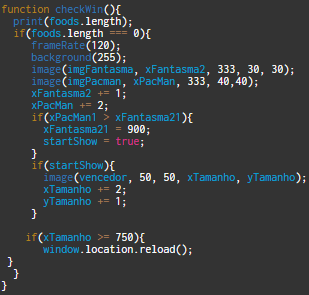 function checkWin(){
  print(foods.length);
  if(foods.length === 0){
    frameRate(120);
    background(255);
    image(imgFantasma, xFantasma2, 333, 30, 30);
    image(imgPacman, xPacMan, 333, 40,40);
    xFantasma2 += 1;
    xPacMan += 2;
    if(xPacMan1 > xFantasma21){
      xFantasma21 = 900;
      startShow = true;
    }
    if(startShow){
      image(vencedor, 50, 50, xTamanho, yTamanho);
      xTamanho += 2;
      yTamanho += 1;
    }
    if(xTamanho >= 750){
      window.location.reload();
 }
  }
}